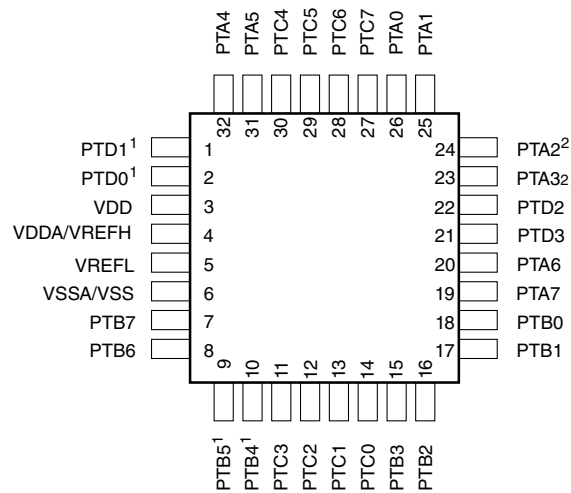 PTA4
PTA5
PTC4
PTC5
PTC6
PTC7
PTA0
PTA1
32
31
30
29
28
27
26
25
PTD1¹ 1
PTD0¹ 2
VDD 3
VDDA/VREFH 4
VREFL 5
VSSA/VSS 6
PTB7 7
PTB6 8
24 PTA2²
23 PTA32
22 PTD2
21 PTD3
20 PTA6
19 PTA7
18 PTB0
17 PTB1
9
10
11
12
13
14
15
16
PTB5¹
PTB4¹
PTC3
PTC2
PTC1
PTC0
PTB3
PTB2